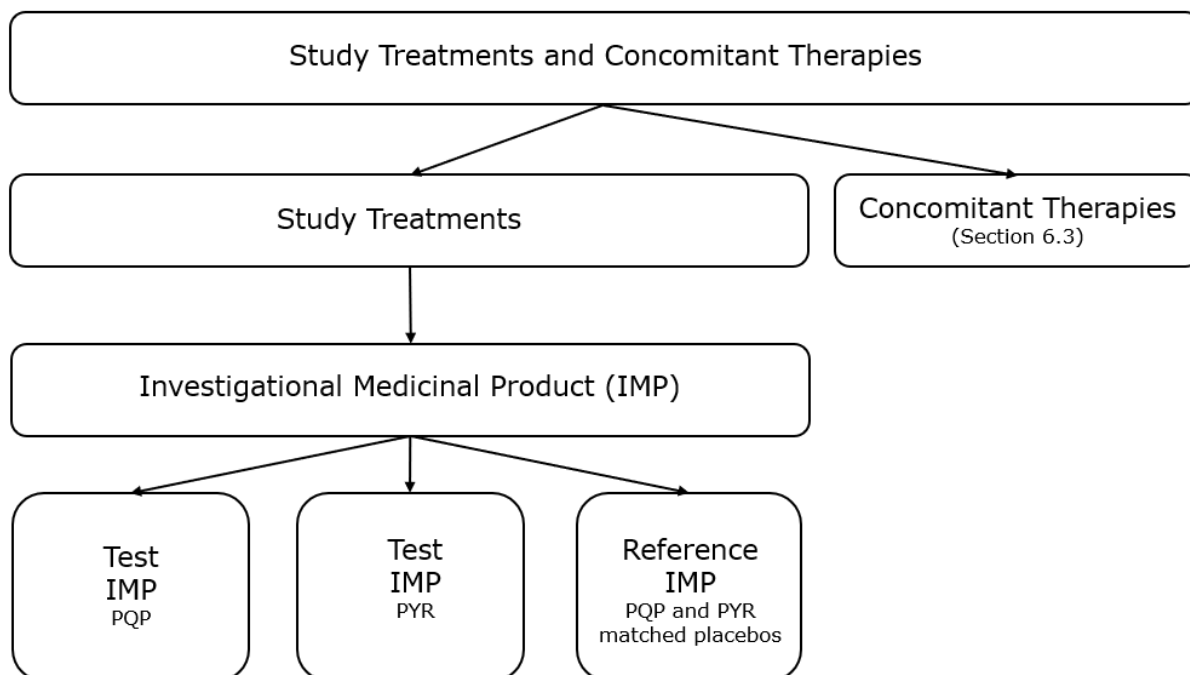 Study Treatments and Concomitant Therapies
Study Treatments
Concomitant Therapies
(Section 6.3)
Investigational Medicinal Product (IMP)
Test
IMP
PQP
Test
IMP
PYR
Reference
IMP
PQP and PYR
matched placebos